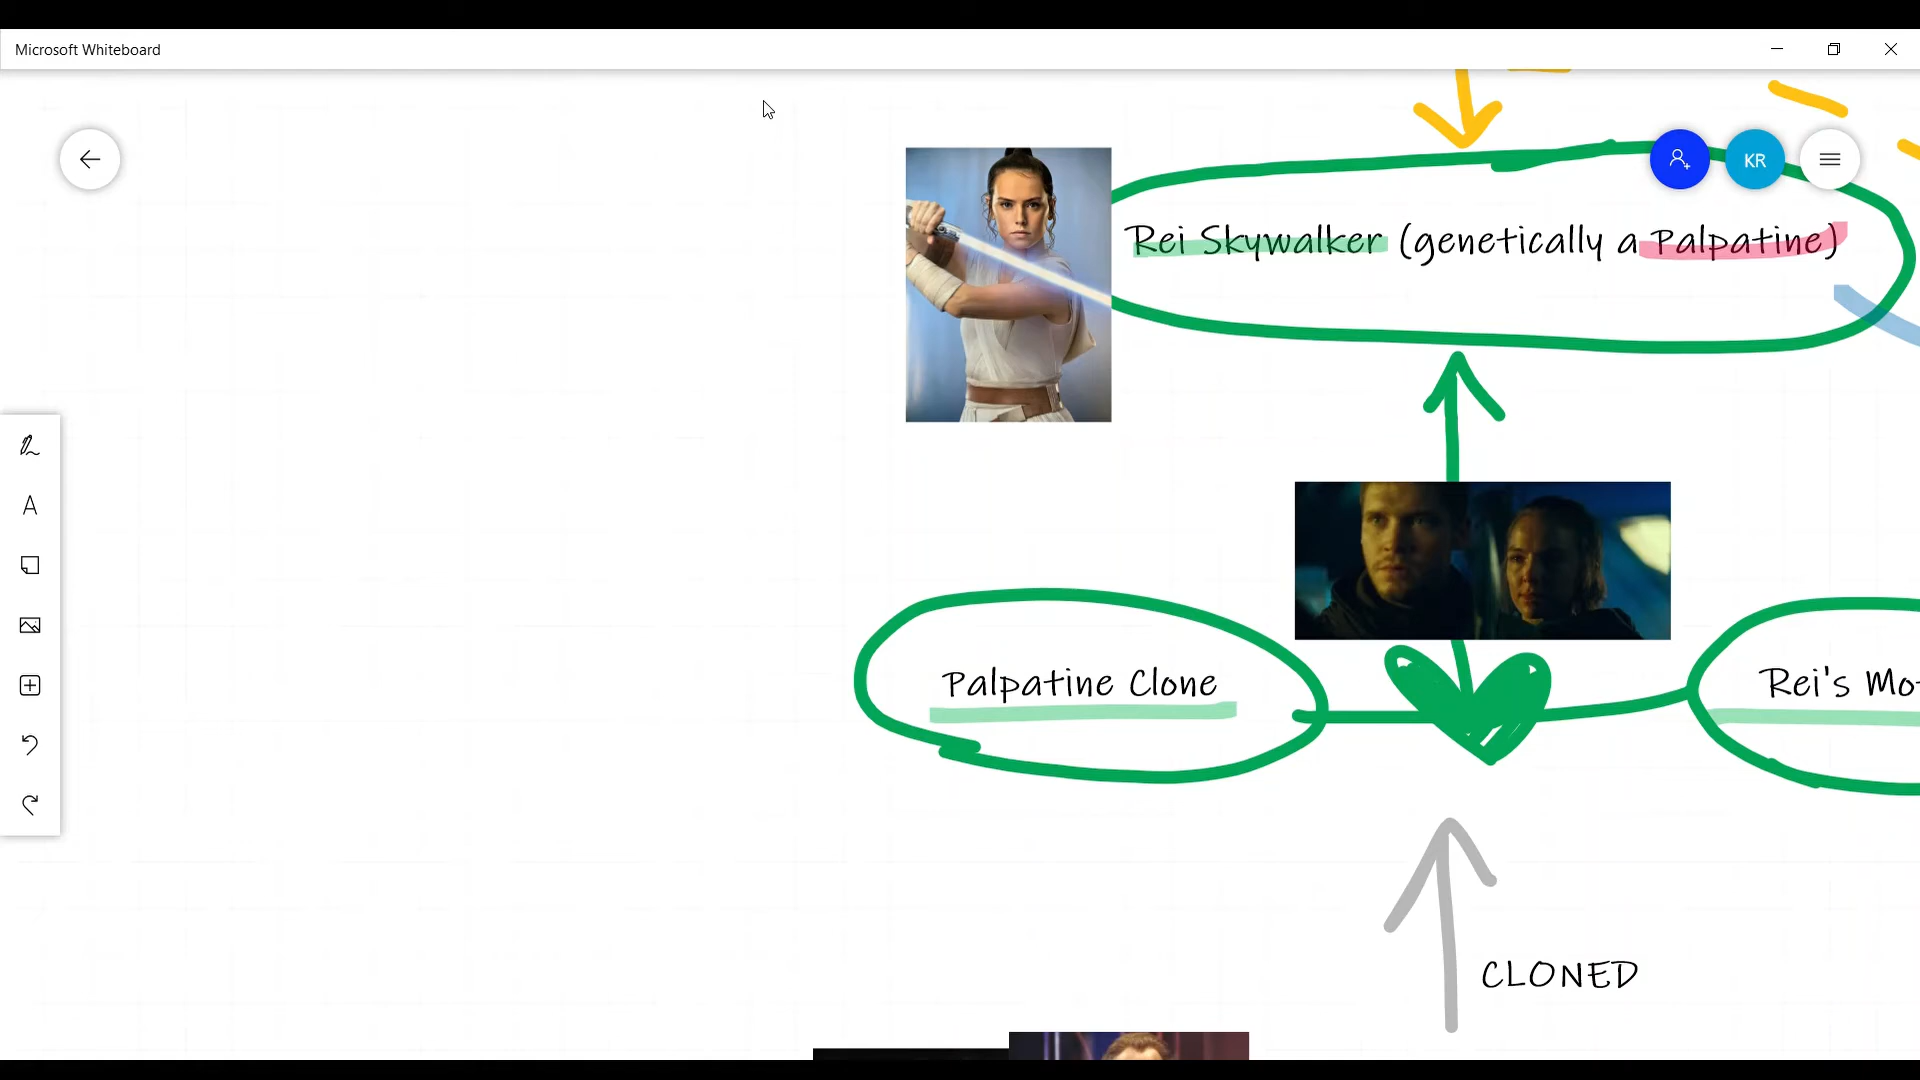 Microsoft Whiteboard
KR
Rei Skywalker (genetically a Palpatine)
Palpatine Clone
Rei's Mo
CLONED